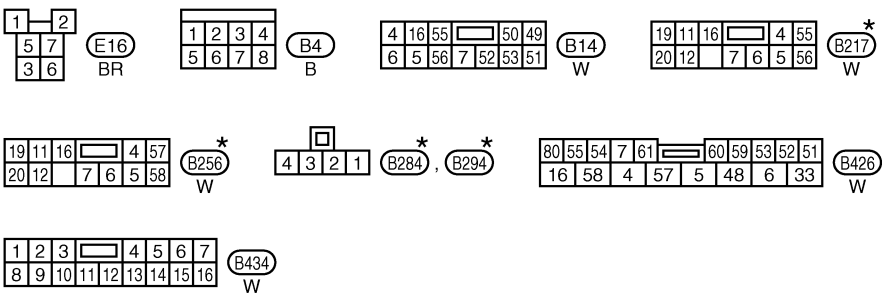 1 2
5 7
3 6
E16
BR
1 2 3 4
5 6 7 8
B4
B
4 16 55 50 49
6 5 56 7 52 53 51
B14
W
19 11 16 4 55
20 12 7 6 5 56
*
B217
W
19 11 16 4 57
20 12 7 6 5 58
*
B256
W
4 3 2 1
* *
B284 , B294
80 55 54 7 61 60 59 53 52 51
16 58 4 57 5 48 6 33
B426
W
1 2 3 4 5 6 7
8 9 10 11 12 13 14 15 16
B434
W